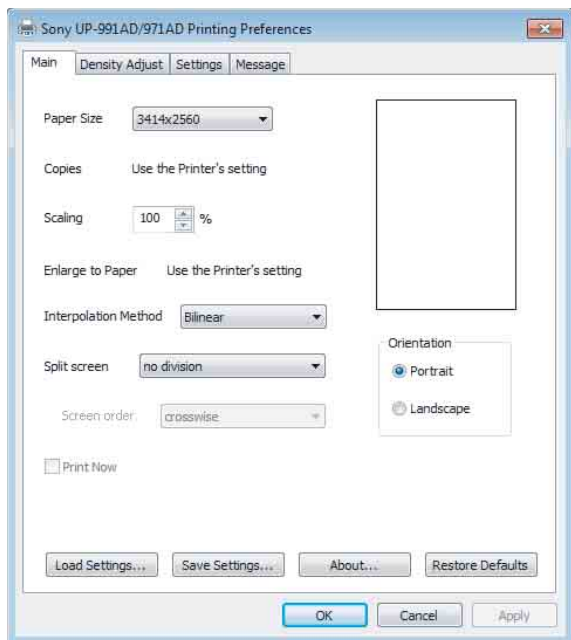 Sony UP-991AD/971AD Printing Preferences
Main Density Adjust Settings Message
Paper Size 3414x2560
Copies Use the Printer's setting
Scaling 100 %
Enlarge to Paper Use the Printer's setting
Interpolation Method Bilinear
Orientation
Split screen no division
Portrait
Screen order: crosswise
Landscape
Print Now
Load Settings... Save Settings... About... Restore Defaults
OK Cancel Apply